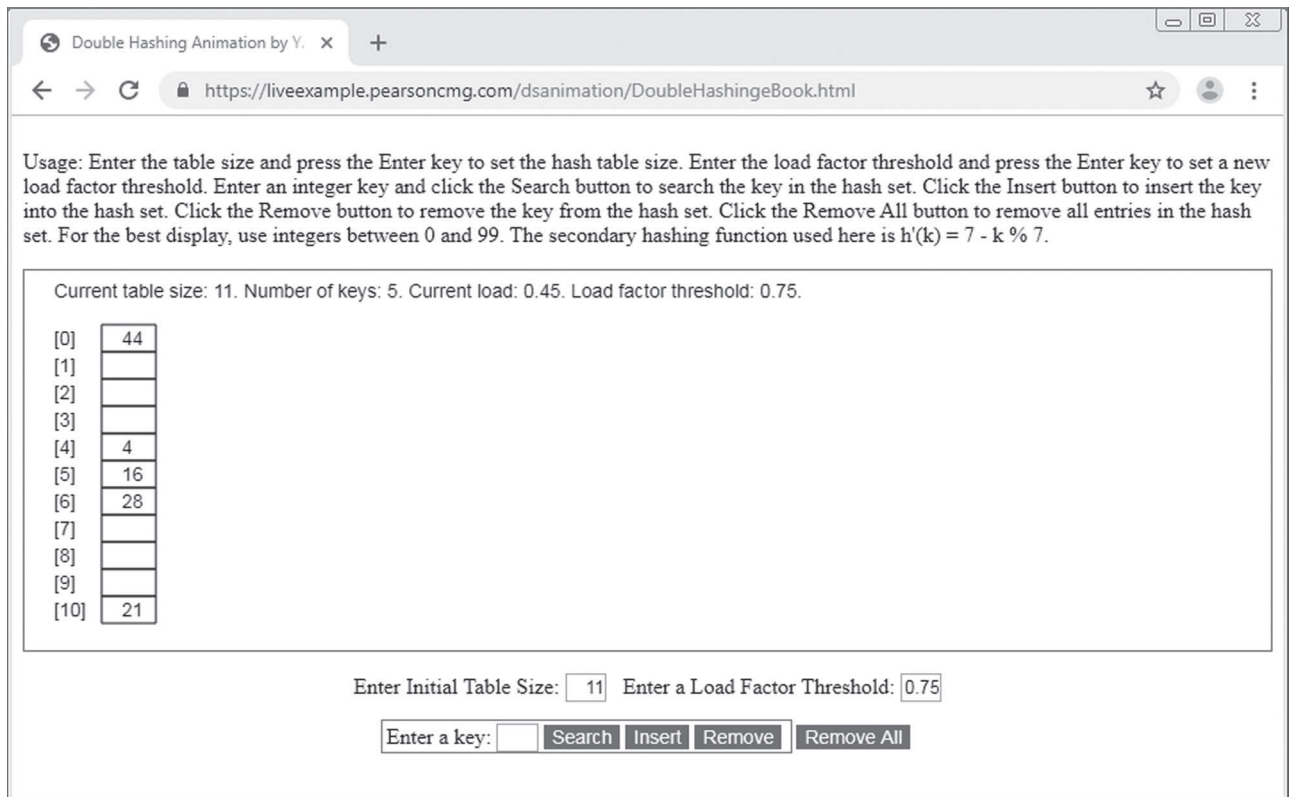 Double Hashing Animation by Y.
https://liveexample.pearsoncmg.com/dsanimation/DoubleHashingeBook.html
Usage: Enter the table size and press the Enter key to set the hash table size. Enter the load factor threshold and press the Enter key to set a new
load factor threshold. Enter an integer key and click the Search button to search the key in the hash set. Click the Insert button to insert the key
into the hash set. Click the Remove button to remove the key from the hash set. Click the Remove All button to remove all entries in the hash
set. For the best display, use integers between 0 and 99. The secondary hashing function used here is h'(k) = 7 - k % 7.
Current table size: 11. Number of keys: 5. Current load: 0.45. Load factor threshold: 0.75.
[0] 44
[1]
[2]
[3]
[4] 4
[5] 16
[6] 28
[7]
[8]
[9]
[10] 21
Enter Initial Table Size: 11 Enter a Load Factor Threshold: 0.75
Enter a key: Search Insert Remove Remove All